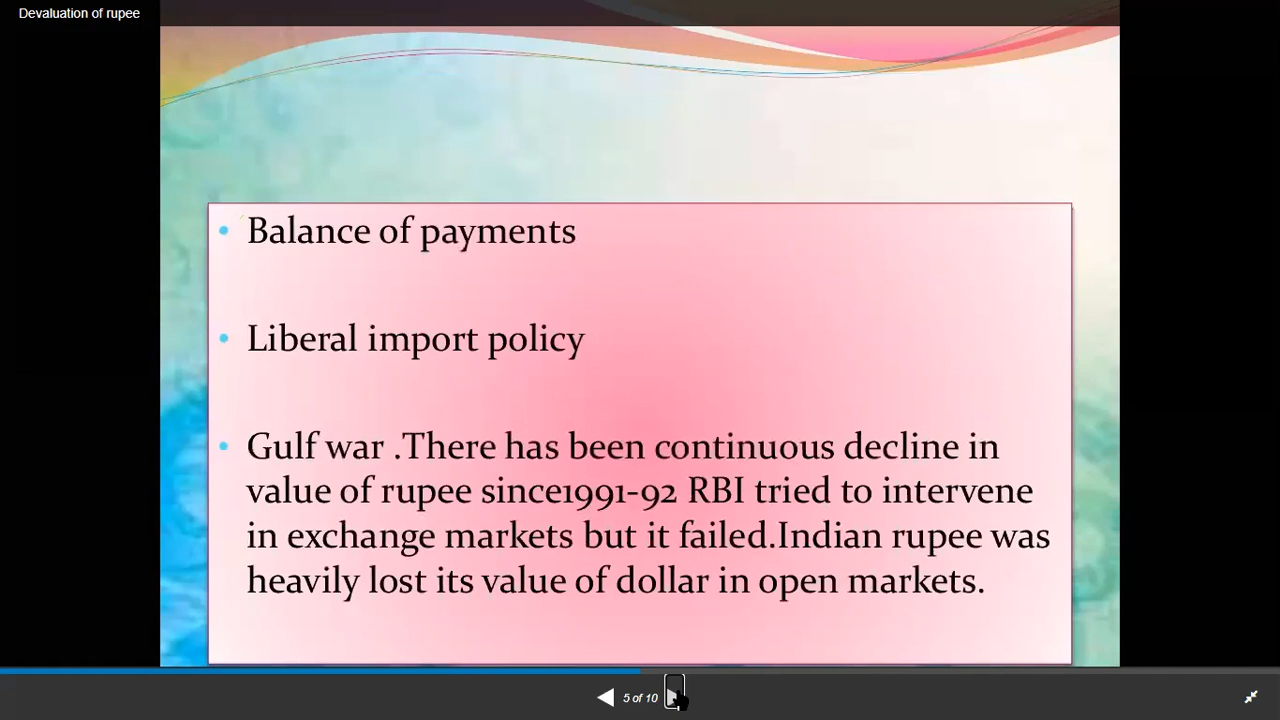 Devaluation of rupee
Balance of payments
Liberal import policy
Gulf war .There has been continuous decline in
value of rupee since1991-92 RBI tried to intervene
in exchange markets but it failed.Indian rupee was
heavily lost its value of dollar in open markets.
5 of 10